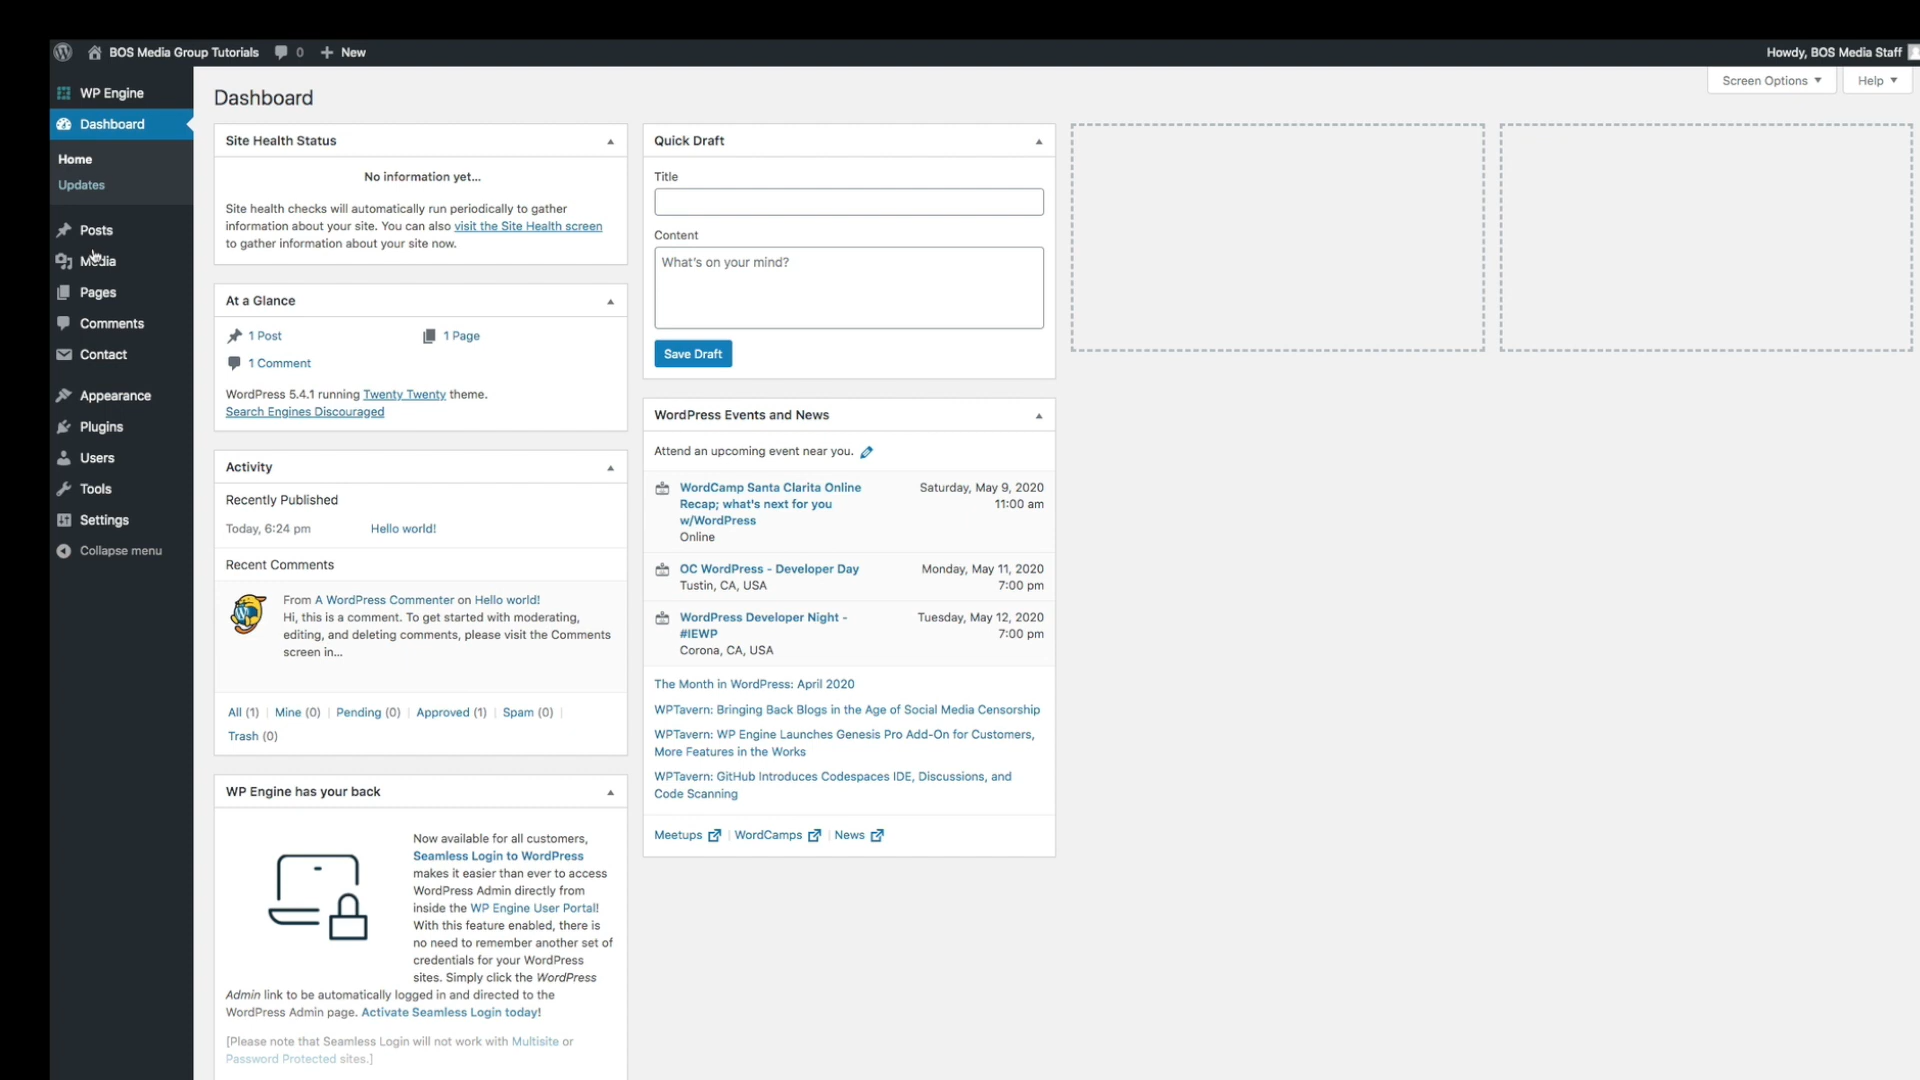 BOS Media Group Tutorials 0 New
Howdy, BOS Media Staff
Screen Options Help
WP Engine
Dashboard
Home
Updates
Posts
Media
Pages
Comments
Contact
Appearance
Plugins
Users
Tools
Settings
Collapse menu
Dashboard
Site Health Status
No information yet...
Site health checks will automatically run periodically to gather
information about your site. You can also visit the Site Health screen
to gather information about your site now.
At a Glance
1 Post 1 Page
1 Comment
WordPress 5.4.1 running Twenty Twenty theme.
Search Engines Discouraged
Activity
Recently Published
Today, 6:24 pm Hello world!
Recent Comments
From A WordPress Commenter on Hello world!
Hi, this is a comment. To get started with moderating,
editing, and deleting comments, please visit the Comments
screen in...
All (1) | Mine (0) | Pending (0) | Approved (1) | Spam (0) |
Trash (0)
WP Engine has your back
Now available for all customers,
Seamless Login to WordPress
makes it easier than ever to access
WordPress Admin directly from
inside the WP Engine User Portal!
With this feature enabled, there is
no need to remember another set of
credentials for your WordPress
sites. Simply click the WordPress
Admin link to be automatically logged in and directed to the
WordPress Admin page. Activate Seamless Login today!
[Please note that Seamless Login will not work with Multisite or
Password Protected sites.]
Quick Draft
Title
Content
What's on your mind?
Save Draft
WordPress Events and News
Attend an upcoming event near you.
WordCamp Santa Clarita Online Saturday, May 9, 2020
Recap; what's next for you 11:00 am
w/WordPress
Online
OC WordPress - Developer Day Monday, May 11, 2020
Tustin, CA, USA 7:00 pm
WordPress Developer Night - Tuesday, May 12, 2020
#IEWP 7:00 pm
Corona, CA, USA
The Month in WordPress: April 2020
WPTavern: Bringing Back Blogs in the Age of Social Media Censorship
WPTavern: WP Engine Launches Genesis Pro Add-On for Customers,
More Features in the Works
WPTavern: GitHub Introduces Codespaces IDE, Discussions, and
Code Scanning
Meetups | WordCamps | News